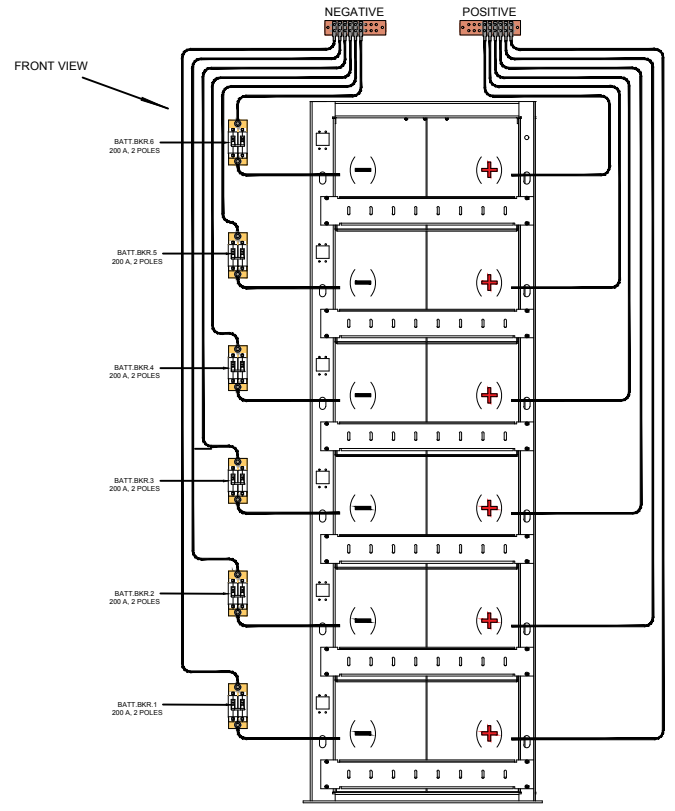 NEGATIVE
POSITIVE
FRONT VIEW
BATT.BKR.6
200 A, 2 POLES
BATT.BKR.5
200 A, 2 POLES
BATT.BKR.4
200 A, 2 POLES
BATT.BKR.3
200 A, 2 POLES
BATT.BKR.2
200 A, 2 POLES
BATT.BKR.1
200 A, 2 POLES